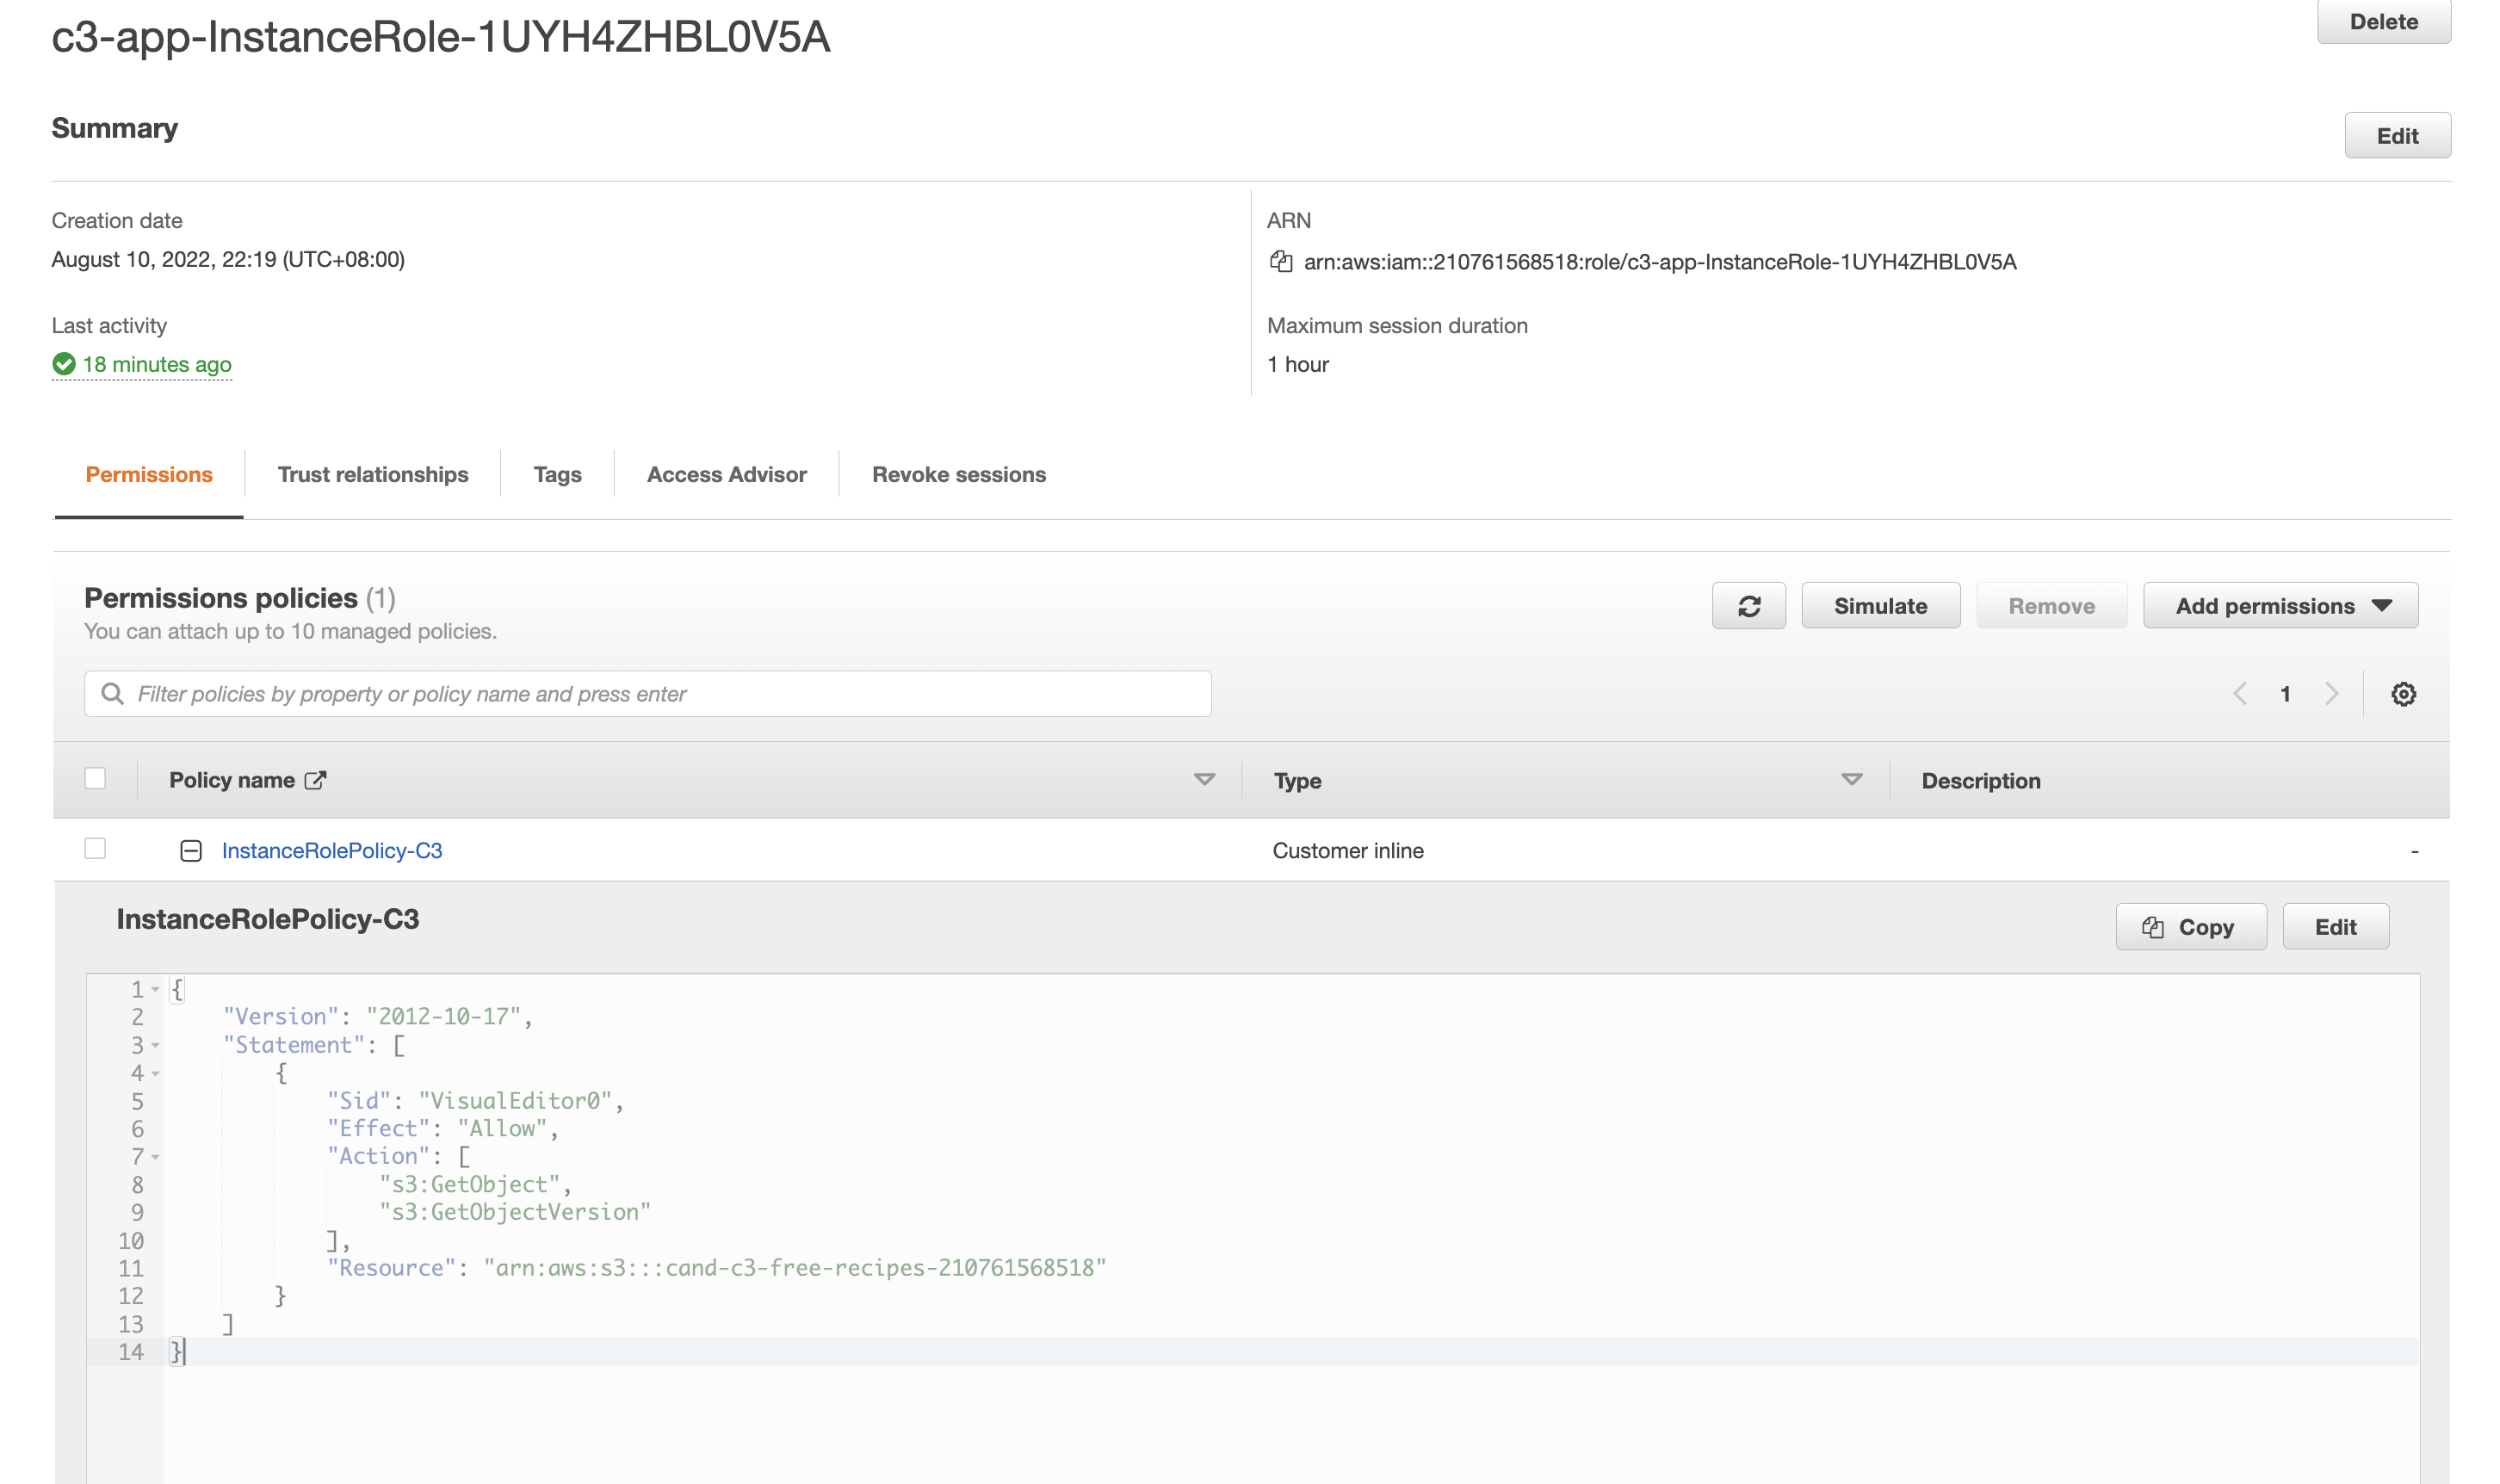 c3-app-InstanceRole-1UYH4ZHBL0V5A
Delete
Summary
Edit
Creation date
August 10, 2022, 22:19 (UTC+08:00)
ARN
arn:aws:iam::210761568518:role/c3-app-InstanceRole-1UYH4ZHBL0V5A
Last activity
18 minutes ago
Maximum session duration
1 hour
Permissions
Trust relationships
Tags
Access Advisor
Revoke sessions
Permissions policies (1)
You can attach up to 10 managed policies.
Simulate
Remove
Add permissions
Filter policies by property or policy name and press enter
1
Policy name
Type
Description
InstanceRolePolicy-C3
Customer inline
-
InstanceRolePolicy-C3
Copy
Edit
1 {
2     "Version": "2012-10-17",
3     "Statement": [
4         {
5             "Sid": "VisualEditor0",
6             "Effect": "Allow",
7             "Action": [
8                 "s3:GetObject",
9                 "s3:GetObjectVersion"
10             ],
11             "Resource": "arn:aws:s3:::cand-c3-free-recipes-210761568518"
12         }
13     ]
14 }